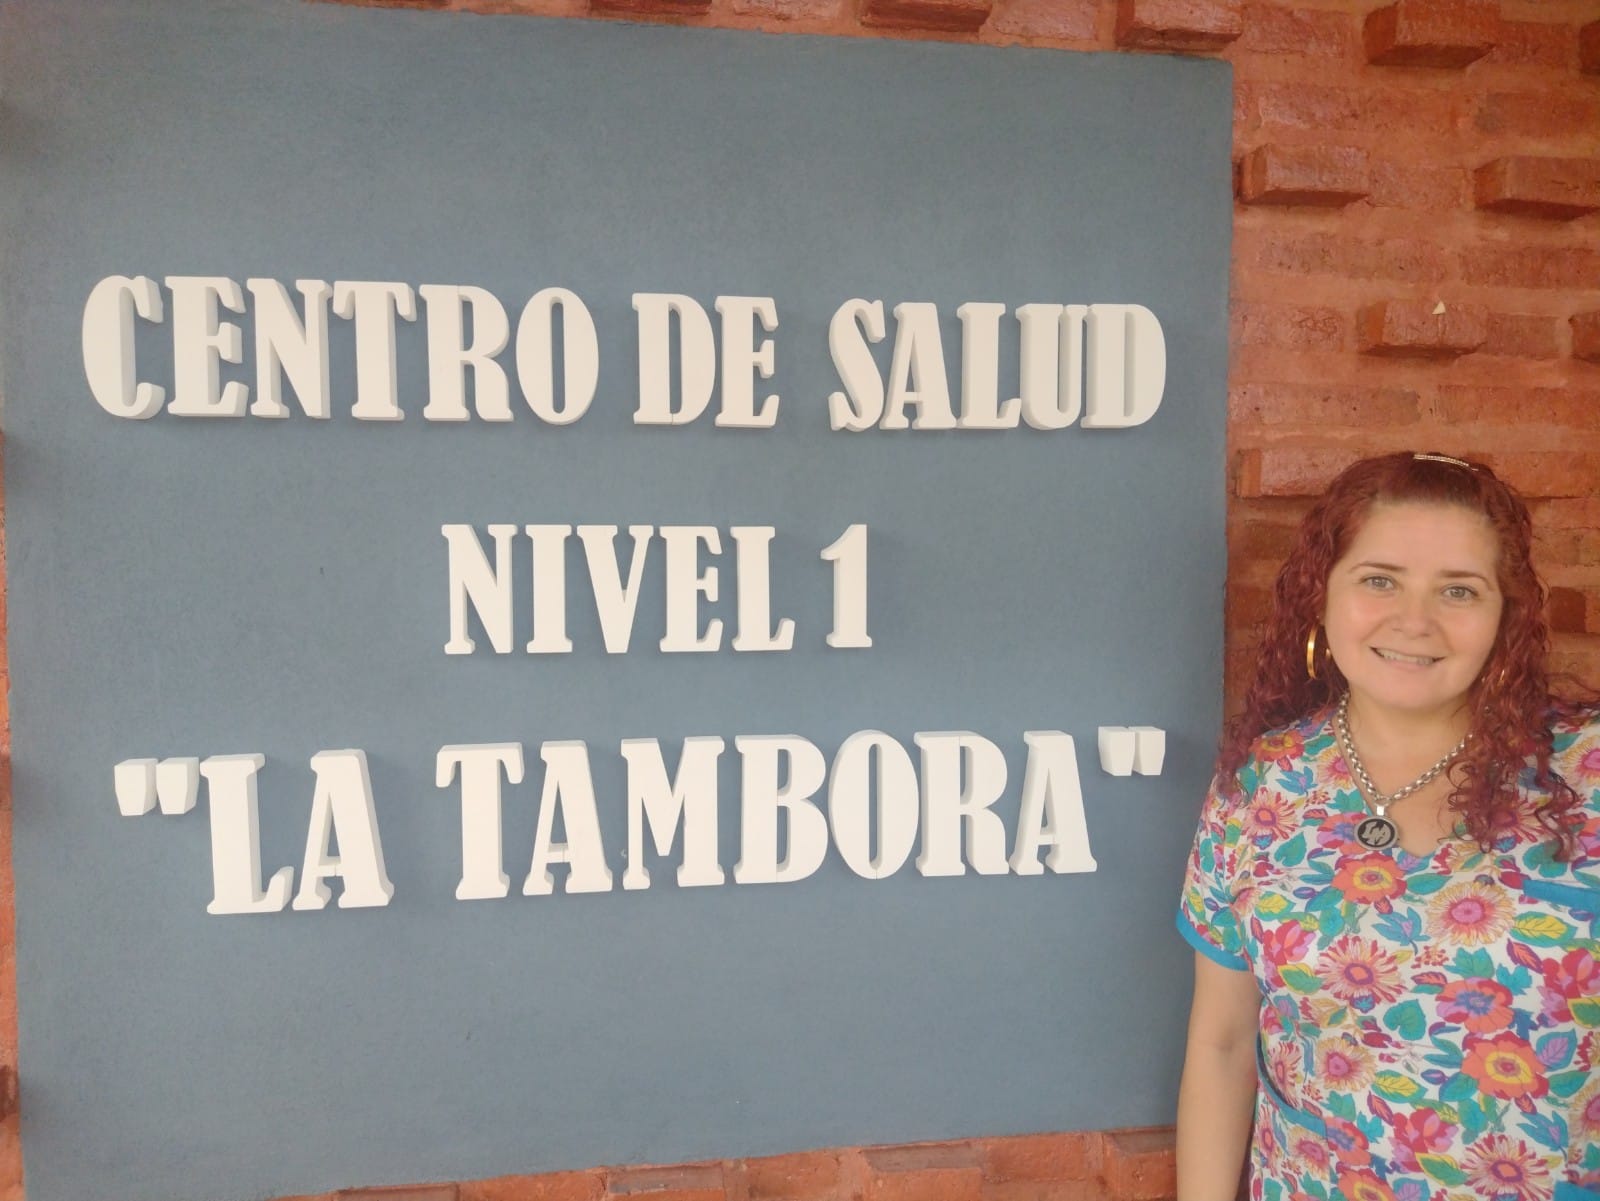 CENTRO DE SALUD
NIVEL 1
"LA TAMBORA"